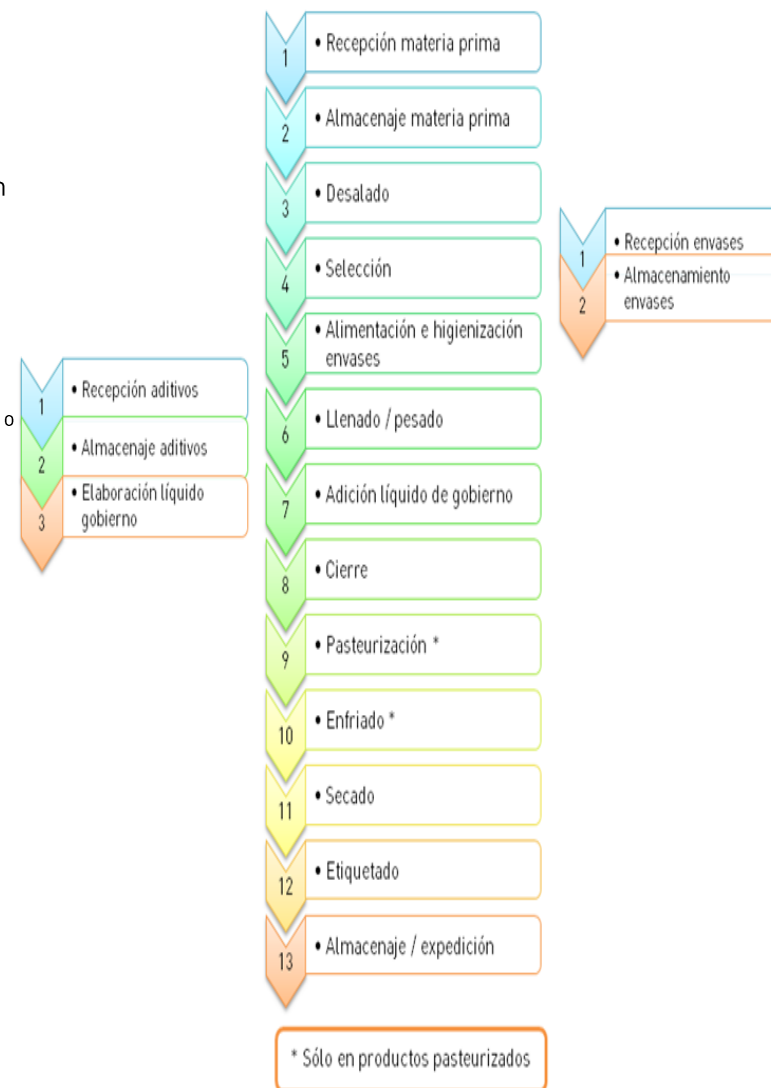 1
• Recepción materia prima
2
• Almacenaje materia prima
3
• Desalado
4
• Selección
5
• Alimentación e higienización
envases
6
• Llenado / pesado
7
• Adición líquido de gobierno
8
• Cierre
9
• Pasteurización *
10
• Enfriado *
11
• Secado
12
• Etiquetado
13
• Almacenaje / expedición
* Sólo en productos pasteurizados
n
o
1
• Recepción aditivos
2
• Almacenaje aditivos
3
• Elaboración líquido
gobierno
1
• Recepción envases
2
• Almacenamiento
envases